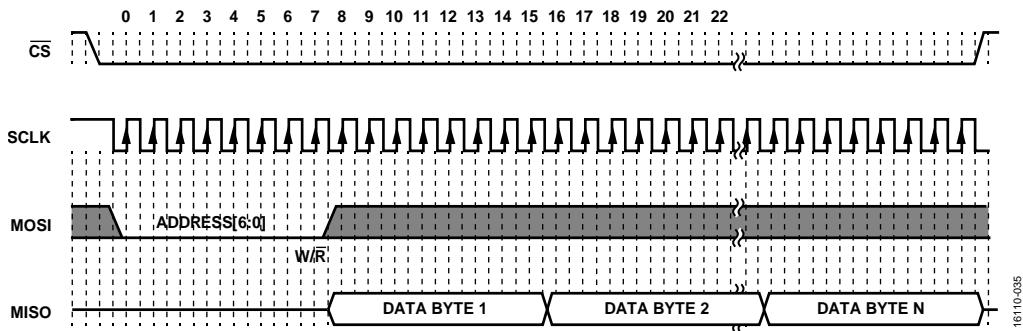 0 1 2 3 4 5 6 7 8 9 10 11 12 13 14 15 16 17 18 19 20 21 22
C̅S̅
SCLK
MOSI
ADDRESS[6:0]
W/R̅
MISO
DATA BYTE 1
DATA BYTE 2
DATA BYTE N
16110-035